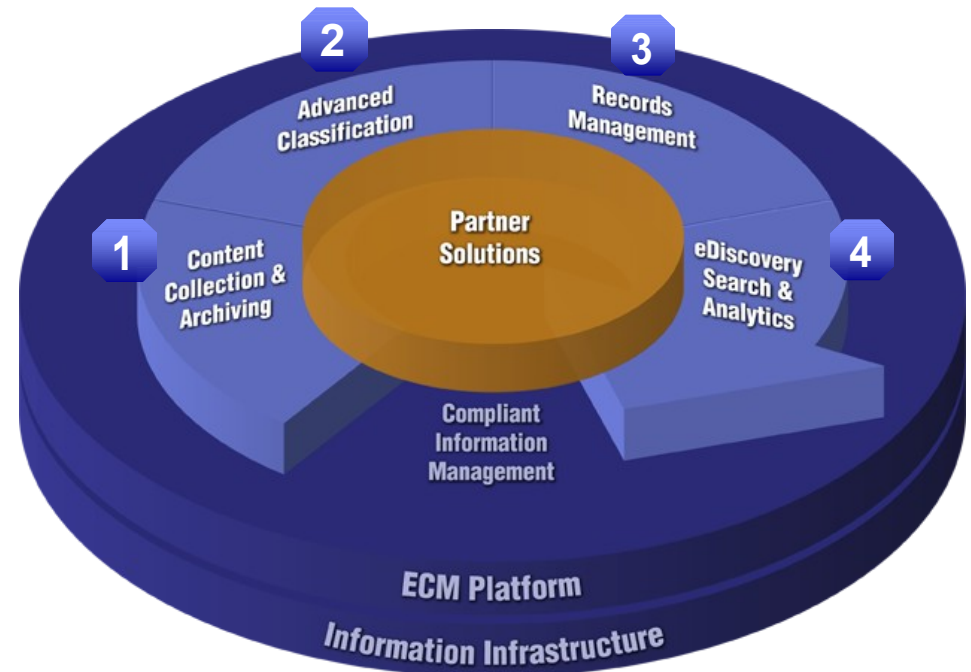 1
Content
Collection &
Archiving
2
Advanced
Classification
3
Records
Management
4
eDiscovery
Search &
Analytics
Partner
Solutions
Compliant
Information
Management
ECM Platform
Information Infrastructure